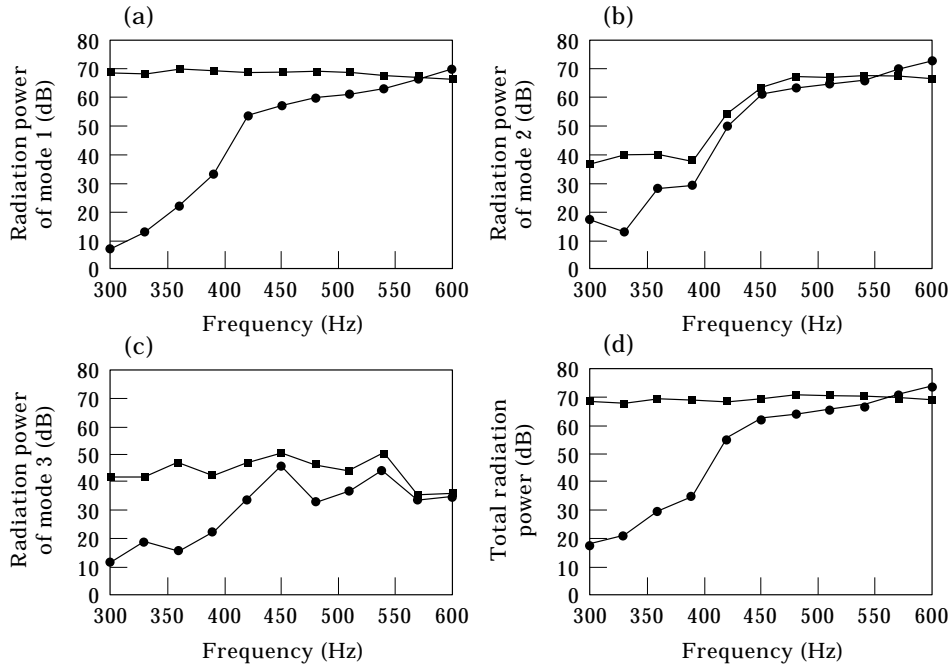 (a)
80
70
60
50
40
30
20
10
0
Radiation power
of mode 1 (dB)
300 350 400 450 500 550 600
Frequency (Hz)
(b)
80
70
60
50
40
30
20
10
0
Radiation power
of mode 2 (dB)
300 350 400 450 500 550 600
Frequency (Hz)
(c)
80
70
60
50
40
30
20
10
0
Radiation power
of mode 3 (dB)
300 350 400 450 500 550 600
Frequency (Hz)
(d)
80
70
60
50
40
30
20
10
0
Total radiation
power (dB)
300 350 400 450 500 550 600
Frequency (Hz)